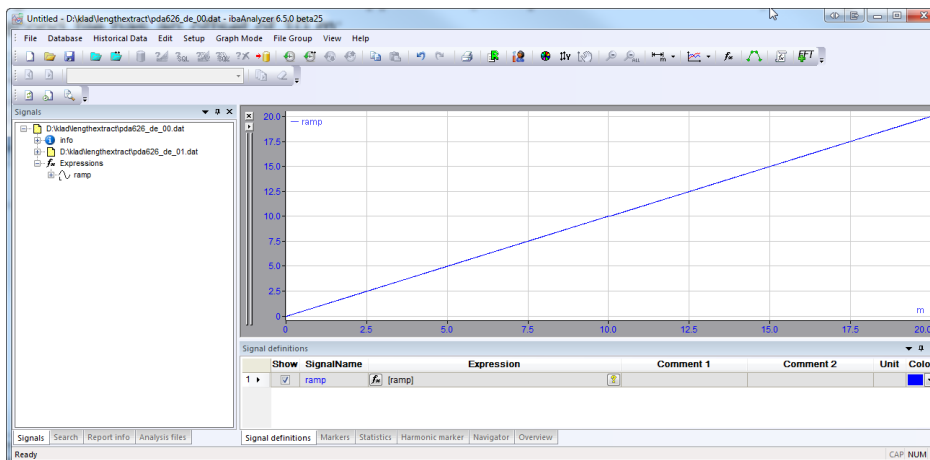 Untitled - D:\klad\lengthextract\pda626_de_00.dat - ibaAnalyzer 6.5.0 beta25
File Database Historical Data Edit Setup Graph Mode File Group View Help
Signals
D:\klad\lengthextract\pda626_de_00.dat
info
D:\klad\lengthextract\pda626_de_01.dat
Expressions
ramp
20.0
ramp
17.5
15.0
12.5
10.0
7.5
5.0
2.5
0
m
0 2.5 5.0 7.5 10.0 12.5 15.0 17.5 20.0
Signal definitions
Show SignalName Expression Comment 1 Comment 2 Unit Colo
1 ramp fx [ramp]
Signals Search Report info Analysis files
Signal definitions Markers Statistics Harmonic marker Navigator Overview
Ready CAP NUM